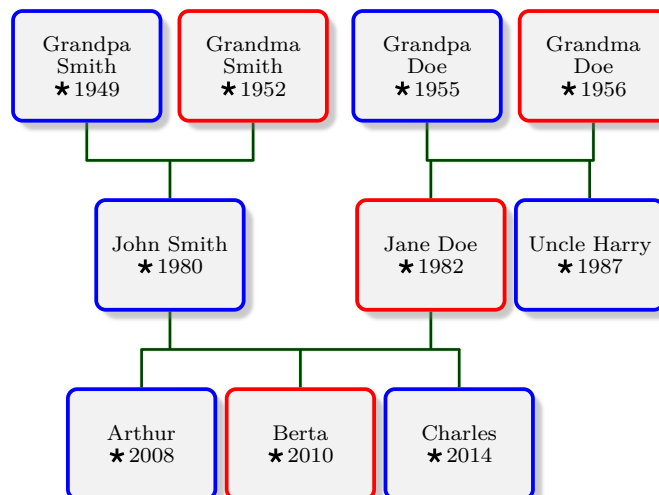 Grandpa
Smith
★1949
Grandma
Smith
★1952
Grandpa
Doe
★1955
Grandma
Doe
★1956
John Smith
★1980
Jane Doe
★1982
Uncle Harry
★1987
Arthur
★2008
Berta
★2010
Charles
★2014